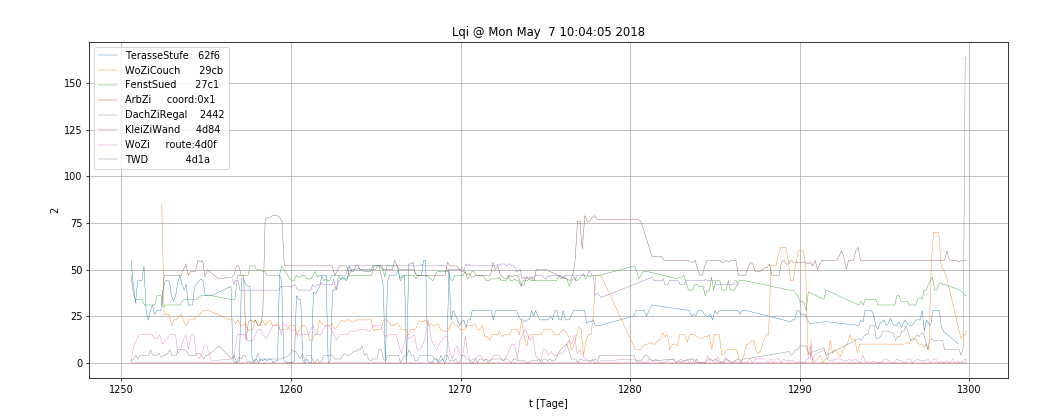 Lqi @ Mon May  7 10:04:05 2018
TerasseStufe 62f6
WoZiCouch 29cb
FenstSued 27c1
ArbZi coord:0x1
DachZiRegal 2442
KleiZiWand 4d84
WoZi route:4d0f
TWD 4d1a
150
125
100
75
50
25
0
2
1250 1260 1270 1280 1290 1300
t [Tage]